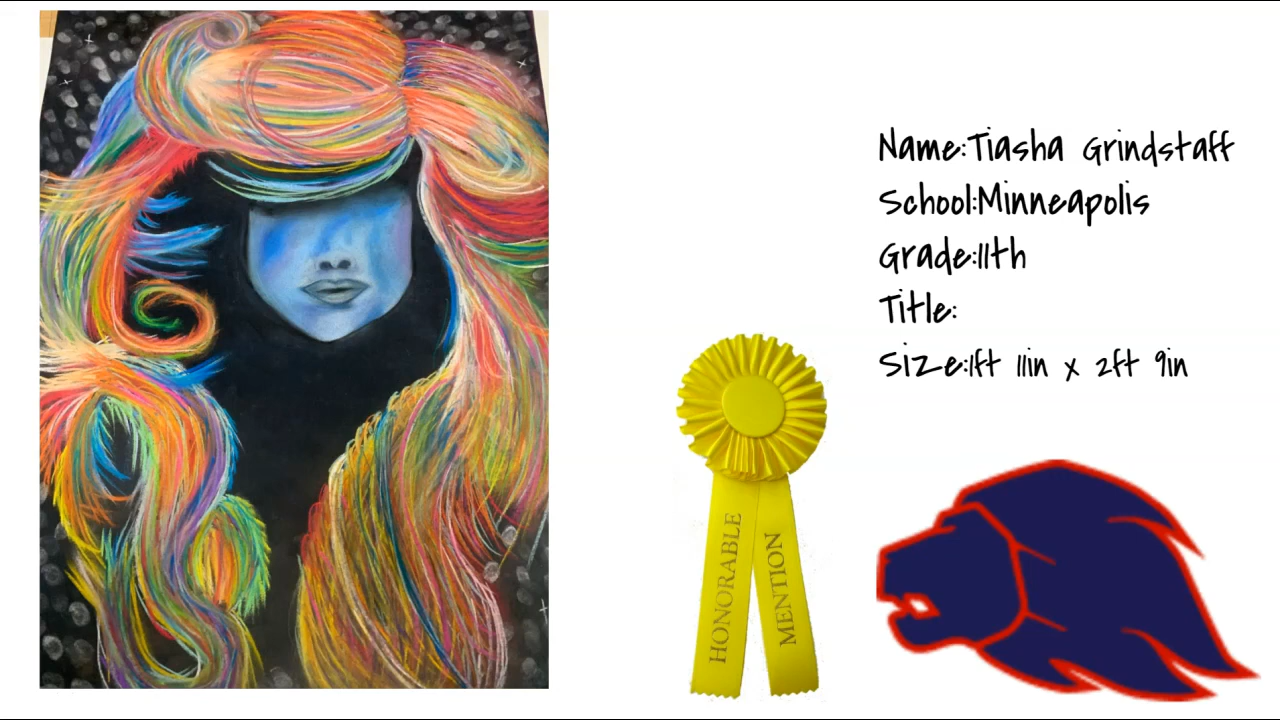 Name:Tiasha Grindstaff
School:Minneapolis
Grade:11th
Title:
Size:1ft 11in x 2ft 9in
HONORABLE
MENTION